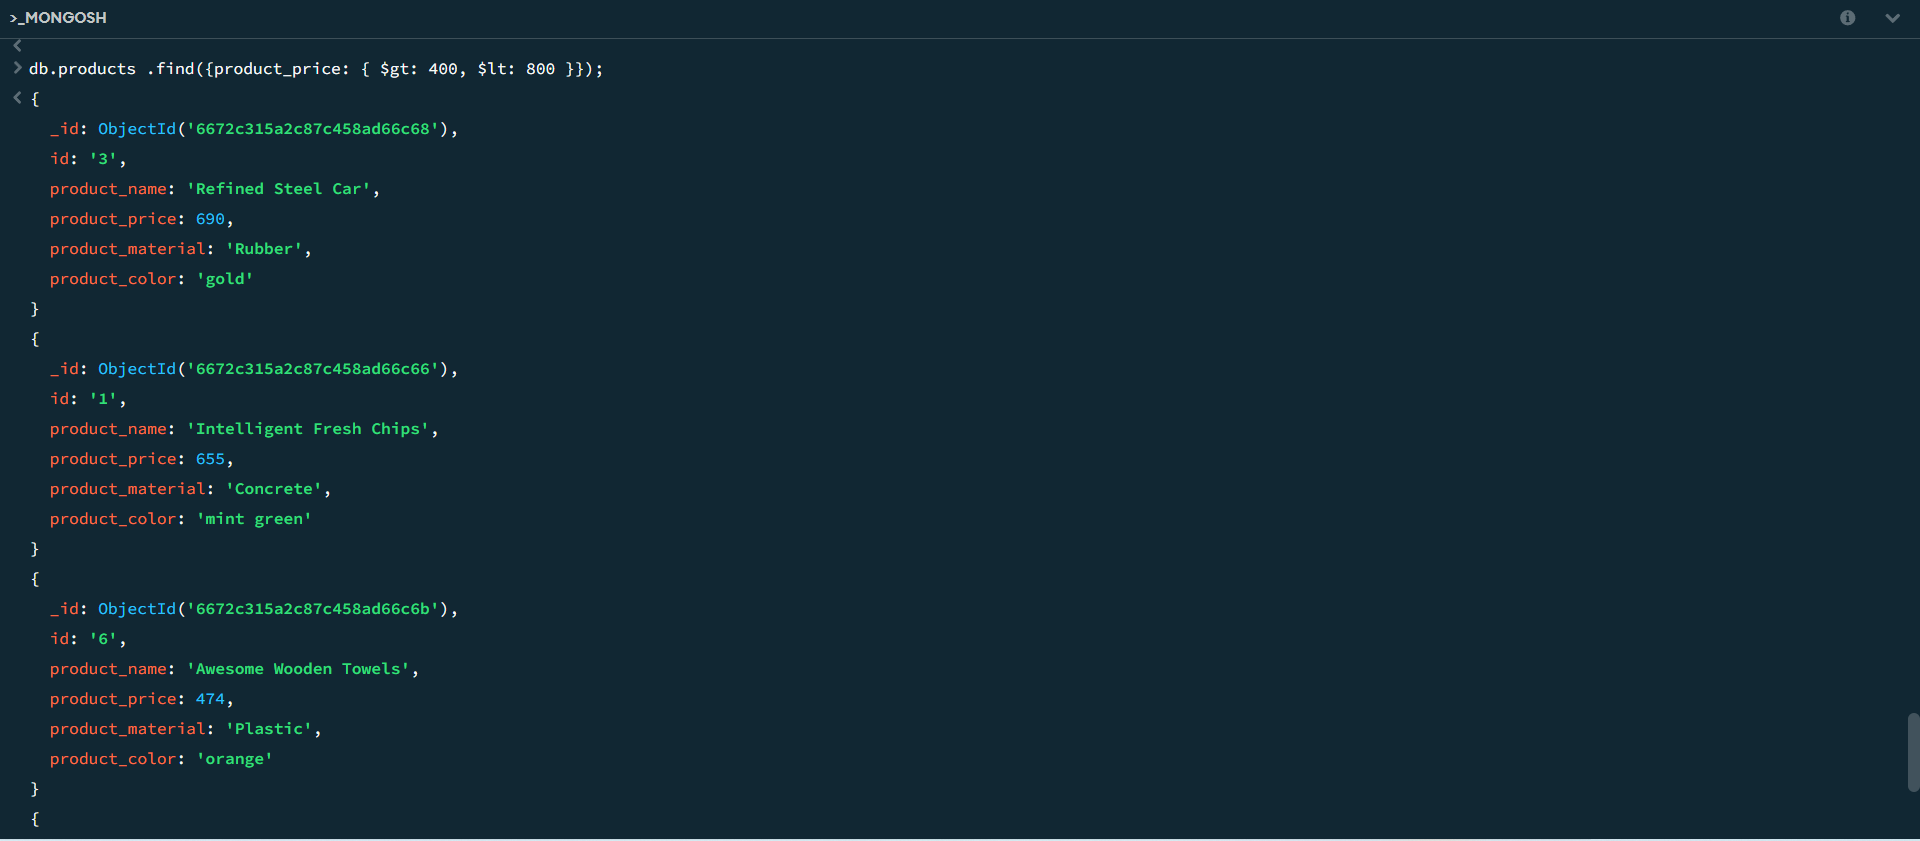 >_MONGOSH
<
> db.products .find({product_price: { $gt: 400, $lt: 800 }});
< {
_id: ObjectId('6672c315a2c87c458ad66c68'),
id: '3',
product_name: 'Refined Steel Car',
product_price: 690,
product_material: 'Rubber',
product_color: 'gold'
}
{
_id: ObjectId('6672c315a2c87c458ad66c66'),
id: '1',
product_name: 'Intelligent Fresh Chips',
product_price: 655,
product_material: 'Concrete',
product_color: 'mint green'
}
{
_id: ObjectId('6672c315a2c87c458ad66c6b'),
id: '6',
product_name: 'Awesome Wooden Towels',
product_price: 474,
product_material: 'Plastic',
product_color: 'orange'
}
{